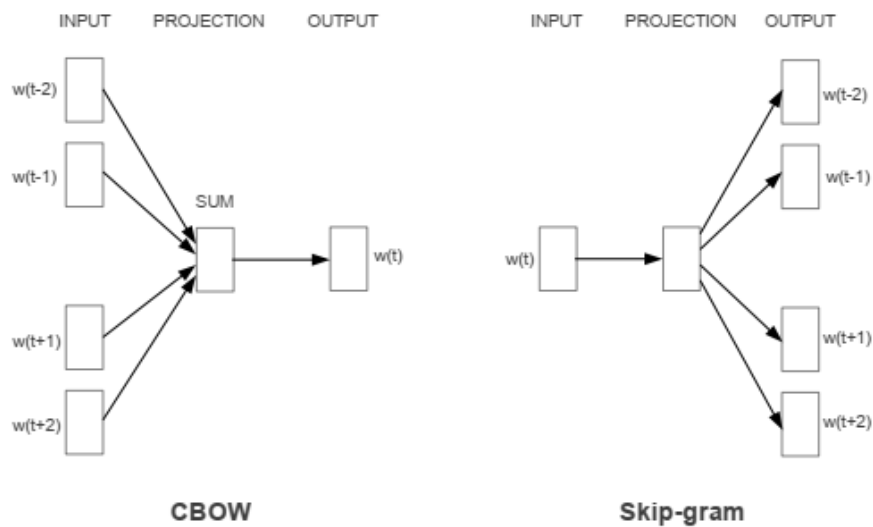 INPUT PROJECTION OUTPUT
w(t-2)
w(t-1)
SUM
w(t)
w(t+1)
w(t+2)
CBOW
INPUT PROJECTION OUTPUT
w(t-2)
w(t-1)
w(t)
w(t+1)
w(t+2)
Skip-gram